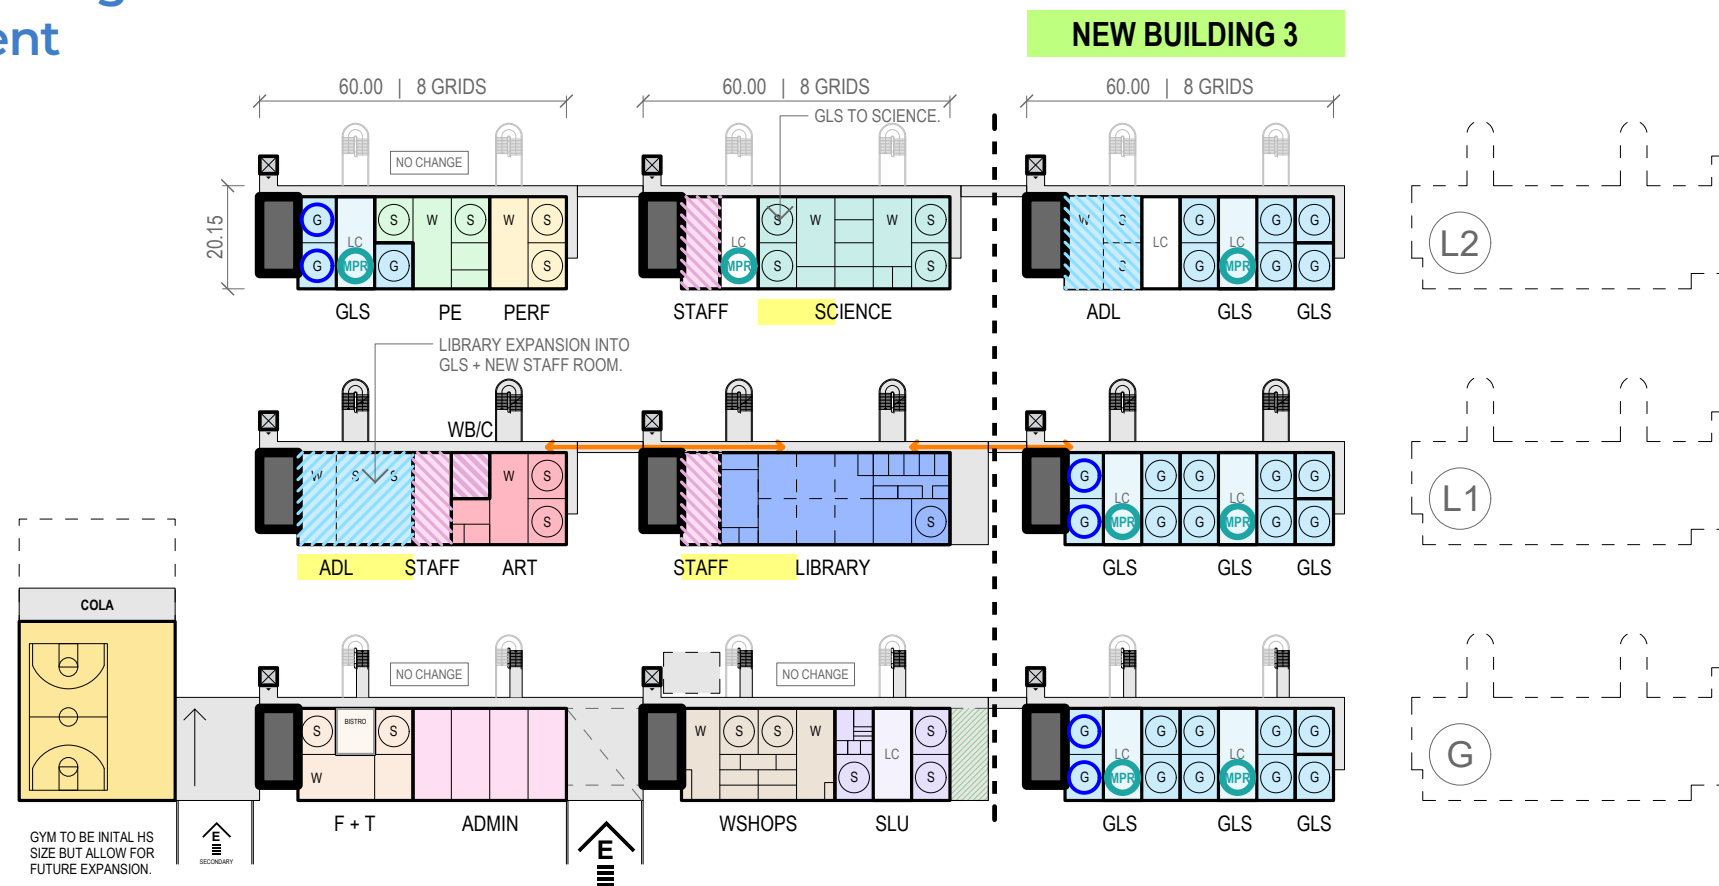 ent
NEW BUILDING 3
60.00 | 8 GRIDS
60.00 | 8 GRIDS
60.00 | 8 GRIDS
GLS TO SCIENCE.
NO CHANGE
20.15
G
G
LC
MPR
S
G
W
S
W
S
S
LC
MPR
S
S
W
W
S
S
W
S
S
LC
G
G
LC
MPR
G
G
G
G
L2
GLS
PE
PERF
STAFF
SCIENCE
ADL
GLS
GLS
LIBRARY EXPANSION INTO
GLS + NEW STAFF ROOM.
WB/C
W
S
S
W
S
S
S
G
G
LC
MPR
G
G
G
G
LC
MPR
G
G
G
G
L1
ADL
STAFF
ART
STAFF
LIBRARY
GLS
GLS
GLS
COLA
NO CHANGE
NO CHANGE
S
BISTRO
S
W
W
S
S
W
S
LC
S
S
G
G
LC
MPR
G
G
G
G
LC
MPR
G
G
G
G
G
F + T
ADMIN
WSHOPS
SLU
GLS
GLS
GLS
GYM TO BE INITAL HS
SIZE BUT ALLOW FOR
FUTURE EXPANSION.
E
SECONDARY
E